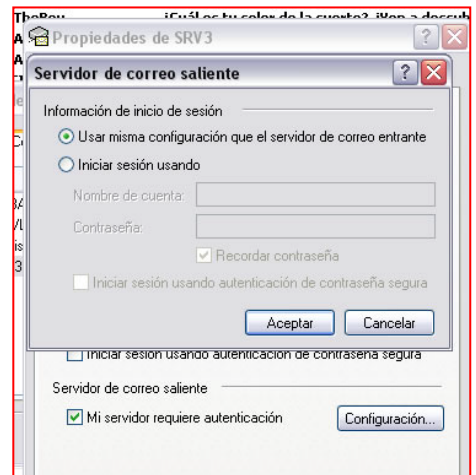 TheBou ¿Cuál es tu color de la suerte? ¡Ven a descub
Propiedades de SRV3
Servidor de correo saliente
Información de inicio de sesión
Usar misma configuración que el servidor de correo entrante
Iniciar sesión usando
Nombre de cuenta:
Contraseña:
Recordar contraseña
Iniciar sesión usando autenticación de contraseña segura
Aceptar Cancelar
Iniciar sesión usando autenticación de contraseña segura
Servidor de correo saliente
Mi servidor requiere autenticación Configuración...